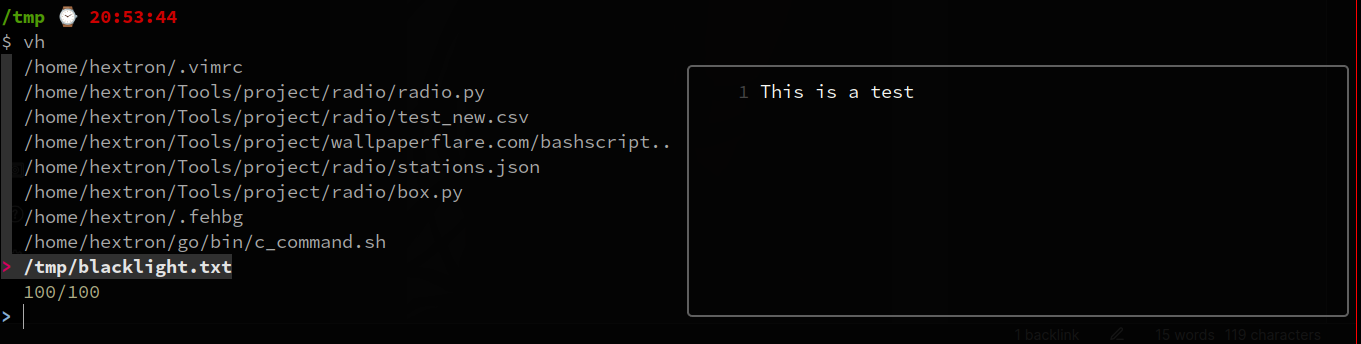 /tmp ⌚ 20:53:44
$ vh
/home/hextron/.vimrc
/home/hextron/Tools/project/radio/radio.py
/home/hextron/Tools/project/radio/test_new.csv
/home/hextron/Tools/project/wallpaperflare.com/bashscript..
/home/hextron/Tools/project/radio/stations.json
/home/hextron/Tools/project/radio/box.py
/home/hextron/.fehbg
/home/hextron/go/bin/c_command.sh
> /tmp/blacklight.txt
100/100
>
1 This is a test
1 backlink 15 words 119 characters